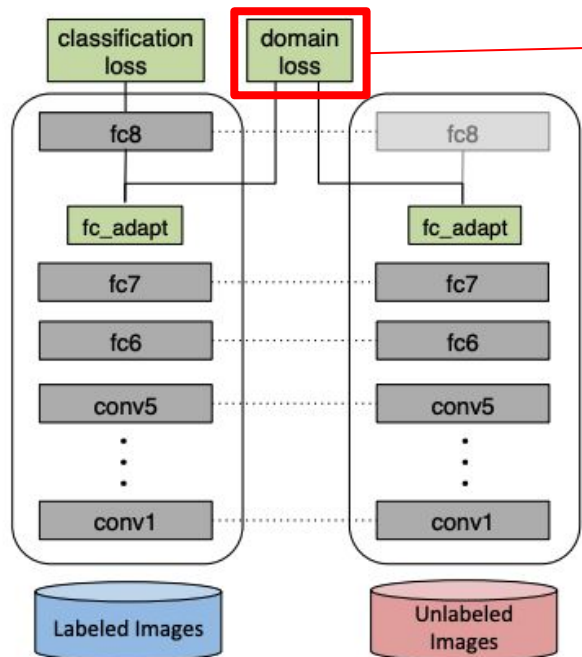 classification
loss
domain
loss
fc8
fc8
fc_adapt
fc_adapt
fc7
fc7
fc6
fc6
conv5
conv5
conv1
conv1
Labeled Images
Unlabeled
Images